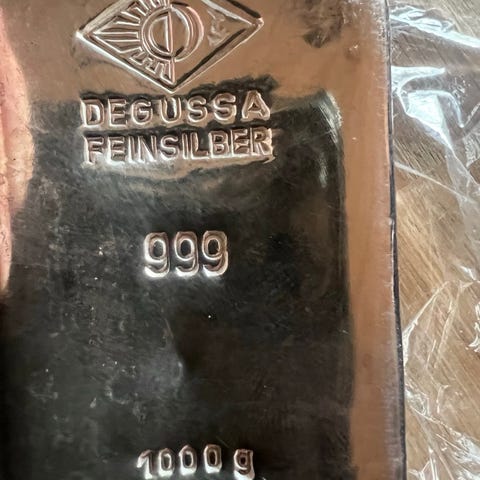 DEGUSSA
FEINSILBER
999
1000 g